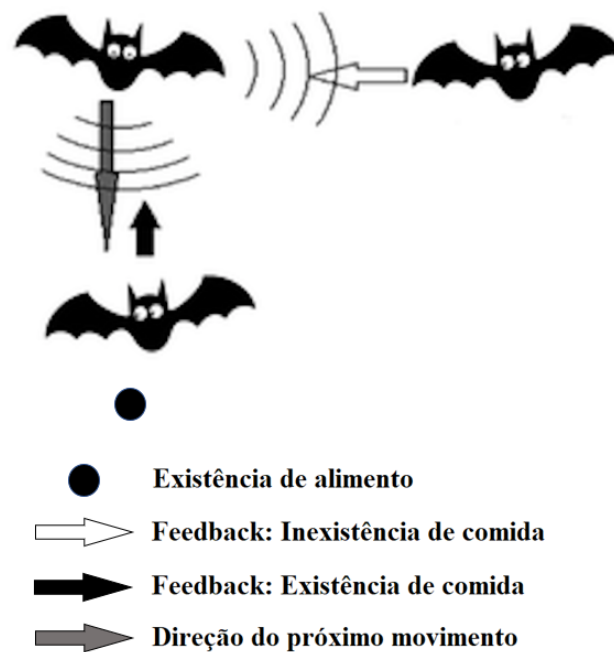 Existência de alimento
Feedback: Inexistência de comida
Feedback: Existência de comida
Direção do próximo movimento